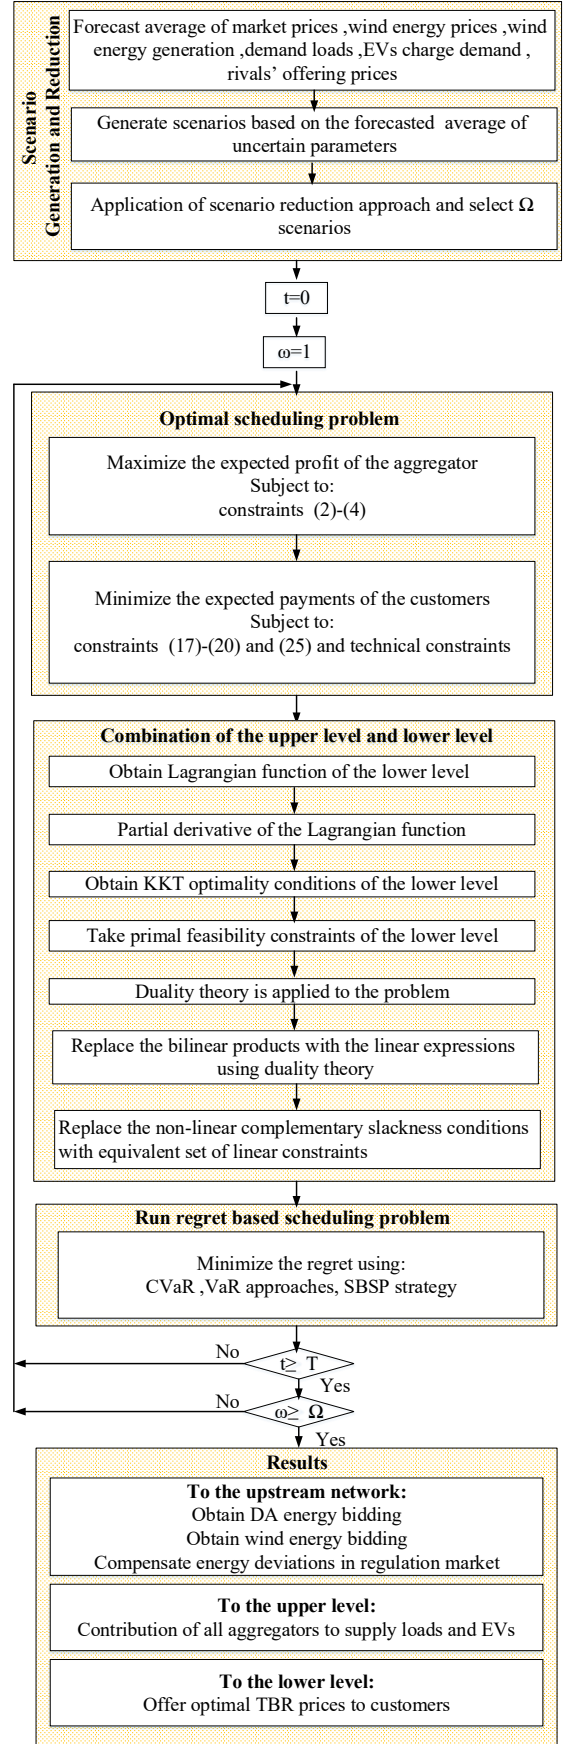 Scenario
Generation and Reduction
Forecast average of market prices ,wind energy prices ,wind
energy generation ,demand loads ,EVs charge demand ,
rivals' offering prices
Generate scenarios based on the forecasted average of
uncertain parameters
Application of scenario reduction approach and select Ω
scenarios
t=0
ω=1
Optimal scheduling problem
Maximize the expected profit of the aggregator
Subject to:
constraints (2)-(4)
Minimize the expected payments of the customers
Subject to:
constraints (17)-(20) and (25) and technical constraints
Combination of the upper level and lower level
Obtain Lagrangian function of the lower level
Partial derivative of the Lagrangian function
Obtain KKT optimality conditions of the lower level
Take primal feasibility constraints of the lower level
Duality theory is applied to the problem
Replace the bilinear products with the linear expressions
using duality theory
Replace the non-linear complementary slackness conditions
with equivalent set of linear constraints
Run regret based scheduling problem
Minimize the regret using:
CVaR ,VaR approaches, SBSP strategy
No
t≥ T
Yes
No
ω≥ Ω
Yes
Results
To the upstream network:
Obtain DA energy bidding
Obtain wind energy bidding
Compensate energy deviations in regulation market
To the upper level:
Contribution of all aggregators to supply loads and EVs
To the lower level:
Offer optimal TBR prices to customers